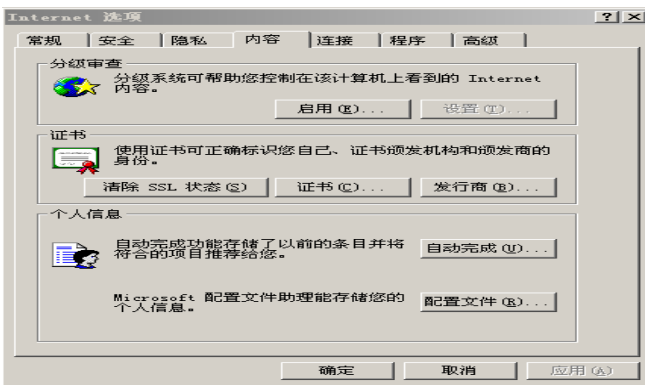 Internet 选项
常规 安全 隐私 内容 连接 程序 高级
分级审查
分级系统可帮助您控制在该计算机上看到的 Internet
内容。
启用(E)... 设置(T)...
证书
使用证书可正确标识您自己、证书颁发机构和颁发商的
身份。
清除 SSL 状态(S) 证书(C)... 发行商(B)...
个人信息
自动完成功能存储了以前的条目并将
符合的项目推荐给您。
自动完成(U)...
Microsoft 配置文件助理能存储您的
个人信息。
配置文件(R)...
确定 取消 应用(A)